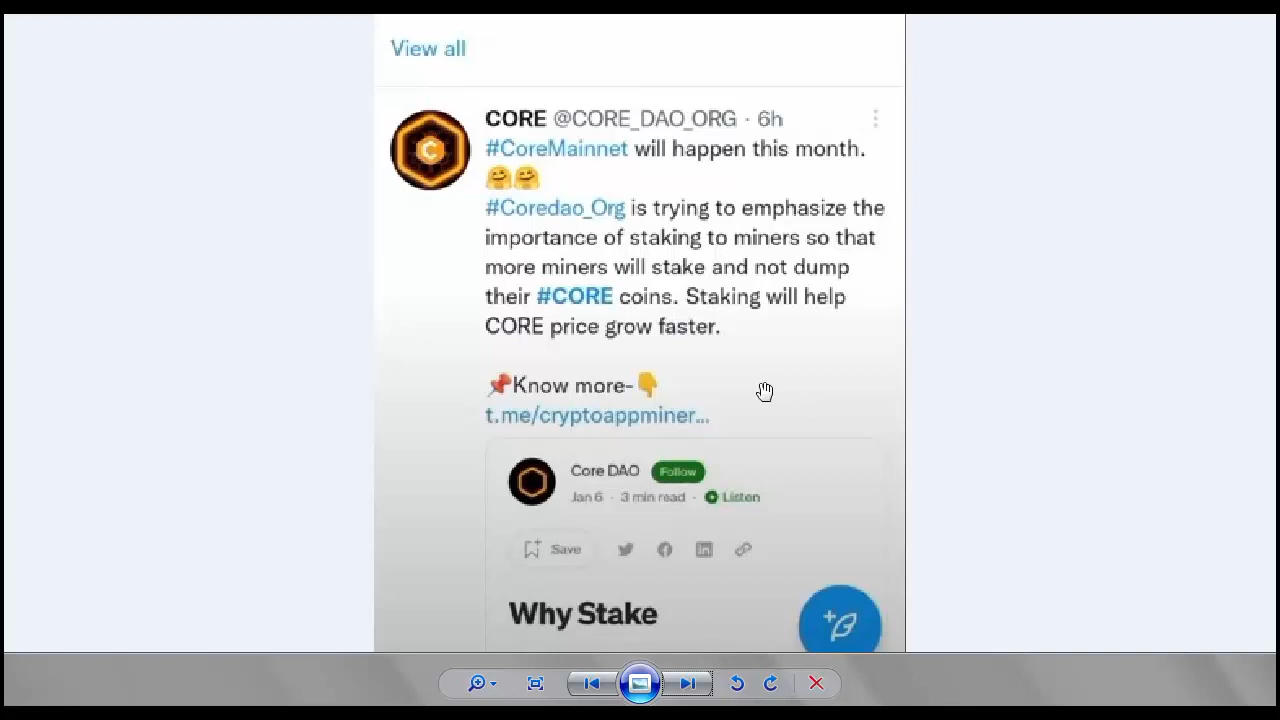 View all
CORE @CORE_DAO_ORG · 6h
#CoreMainnet will happen this month.
🤗🤗
#Coredao_Org is trying to emphasize the
importance of staking to miners so that
more miners will stake and not dump
their #CORE coins. Staking will help
CORE price grow faster.
📌Know more-👇
t.me/cryptoappminer...
Core DAO Follow
Jan 6 · 3 min read · Listen
Save
Why Stake